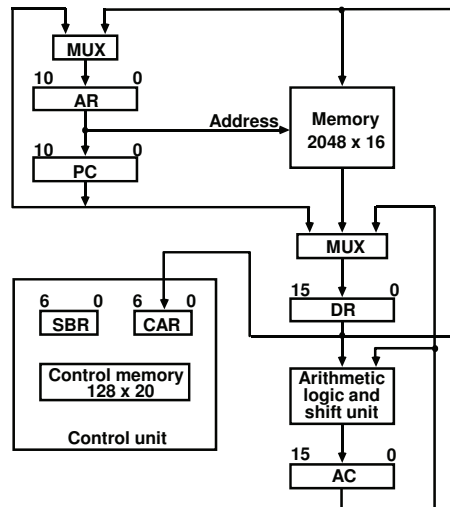 MUX
10 0
AR
Address
Memory
2048 x 16
10 0
PC
MUX
15 0
DR
6 0 6 0
SBR CAR
Control memory
128 x 20
Control unit
Arithmetic
logic and
shift unit
15 0
AC